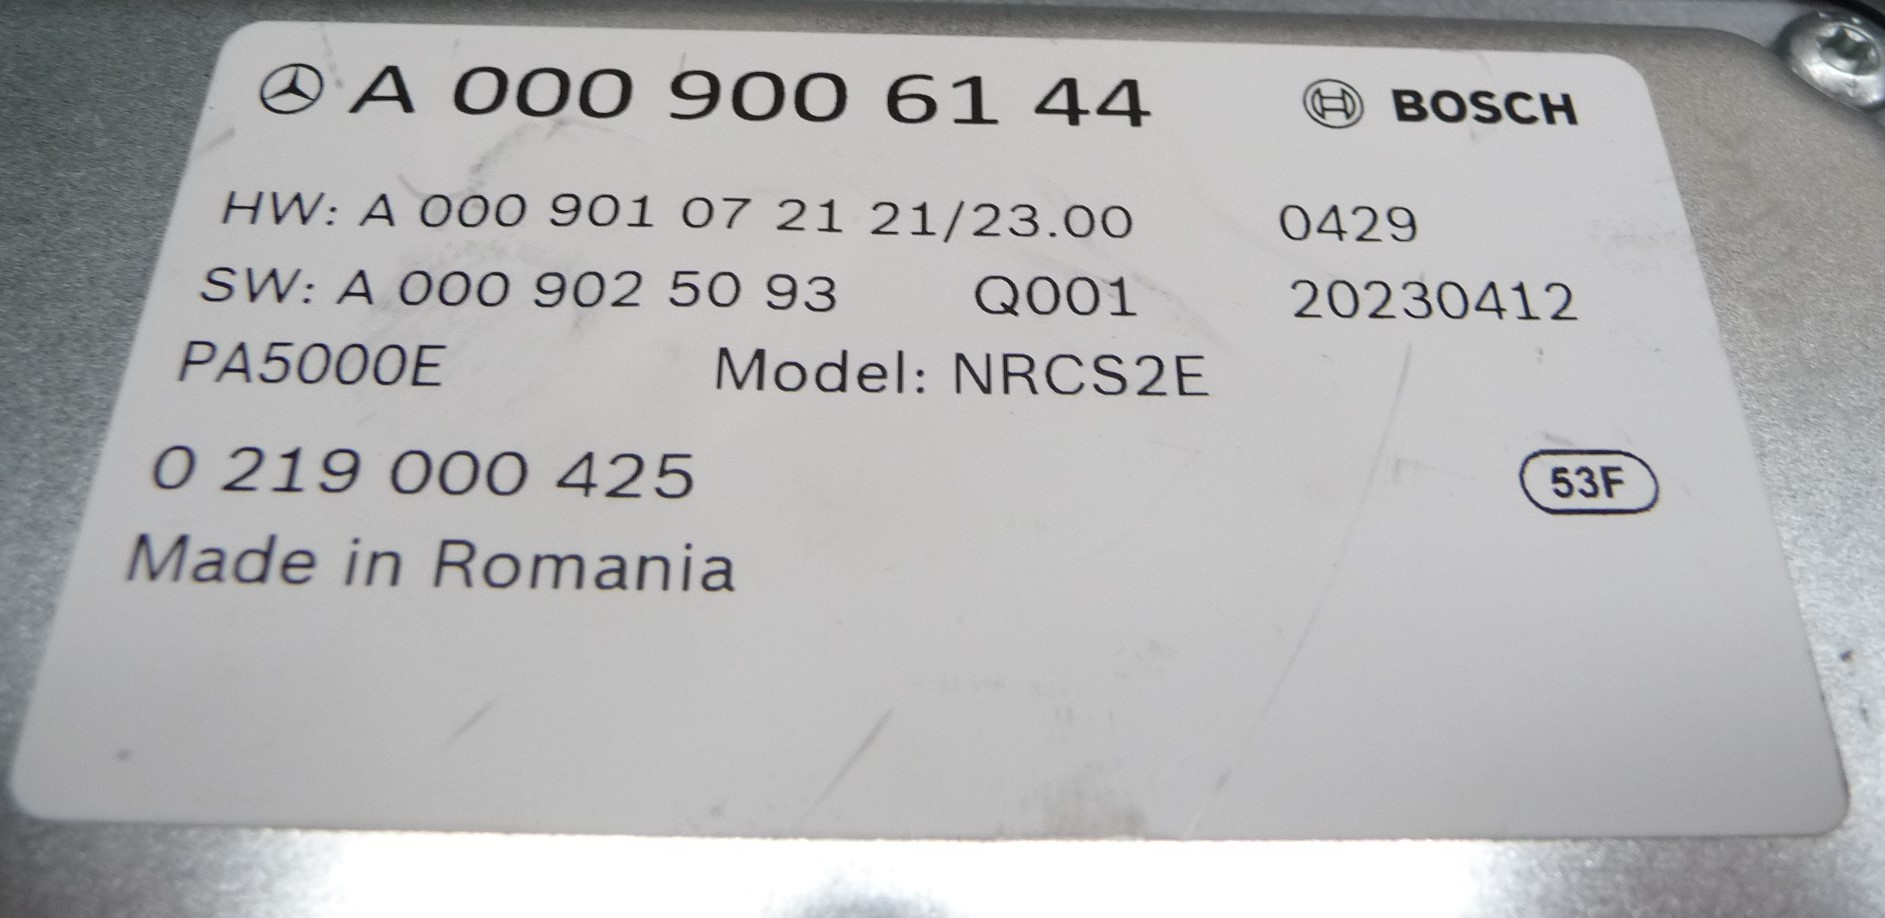 A 000 900 61 44 BOSCH
HW: A 000 901 07 21 21/23.00 0429
SW: A 000 902 50 93 Q001 20230412
PA5000E Model: NRCS2E
0 219 000 425 53F
Made in Romania